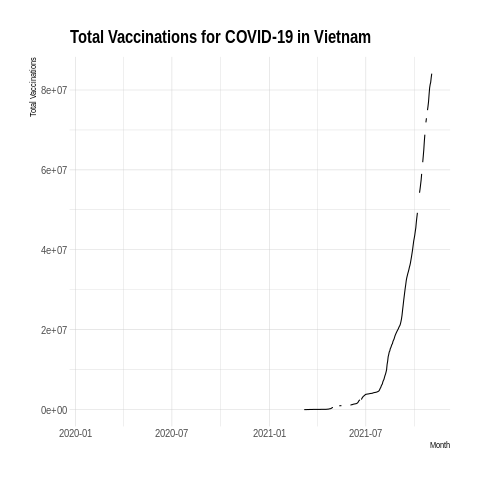 Total Vaccinations for COVID-19 in Vietnam
Total Vaccinations
8e+07
6e+07
4e+07
2e+07
0e+00
2020-01
2020-07
2021-01
2021-07
Month